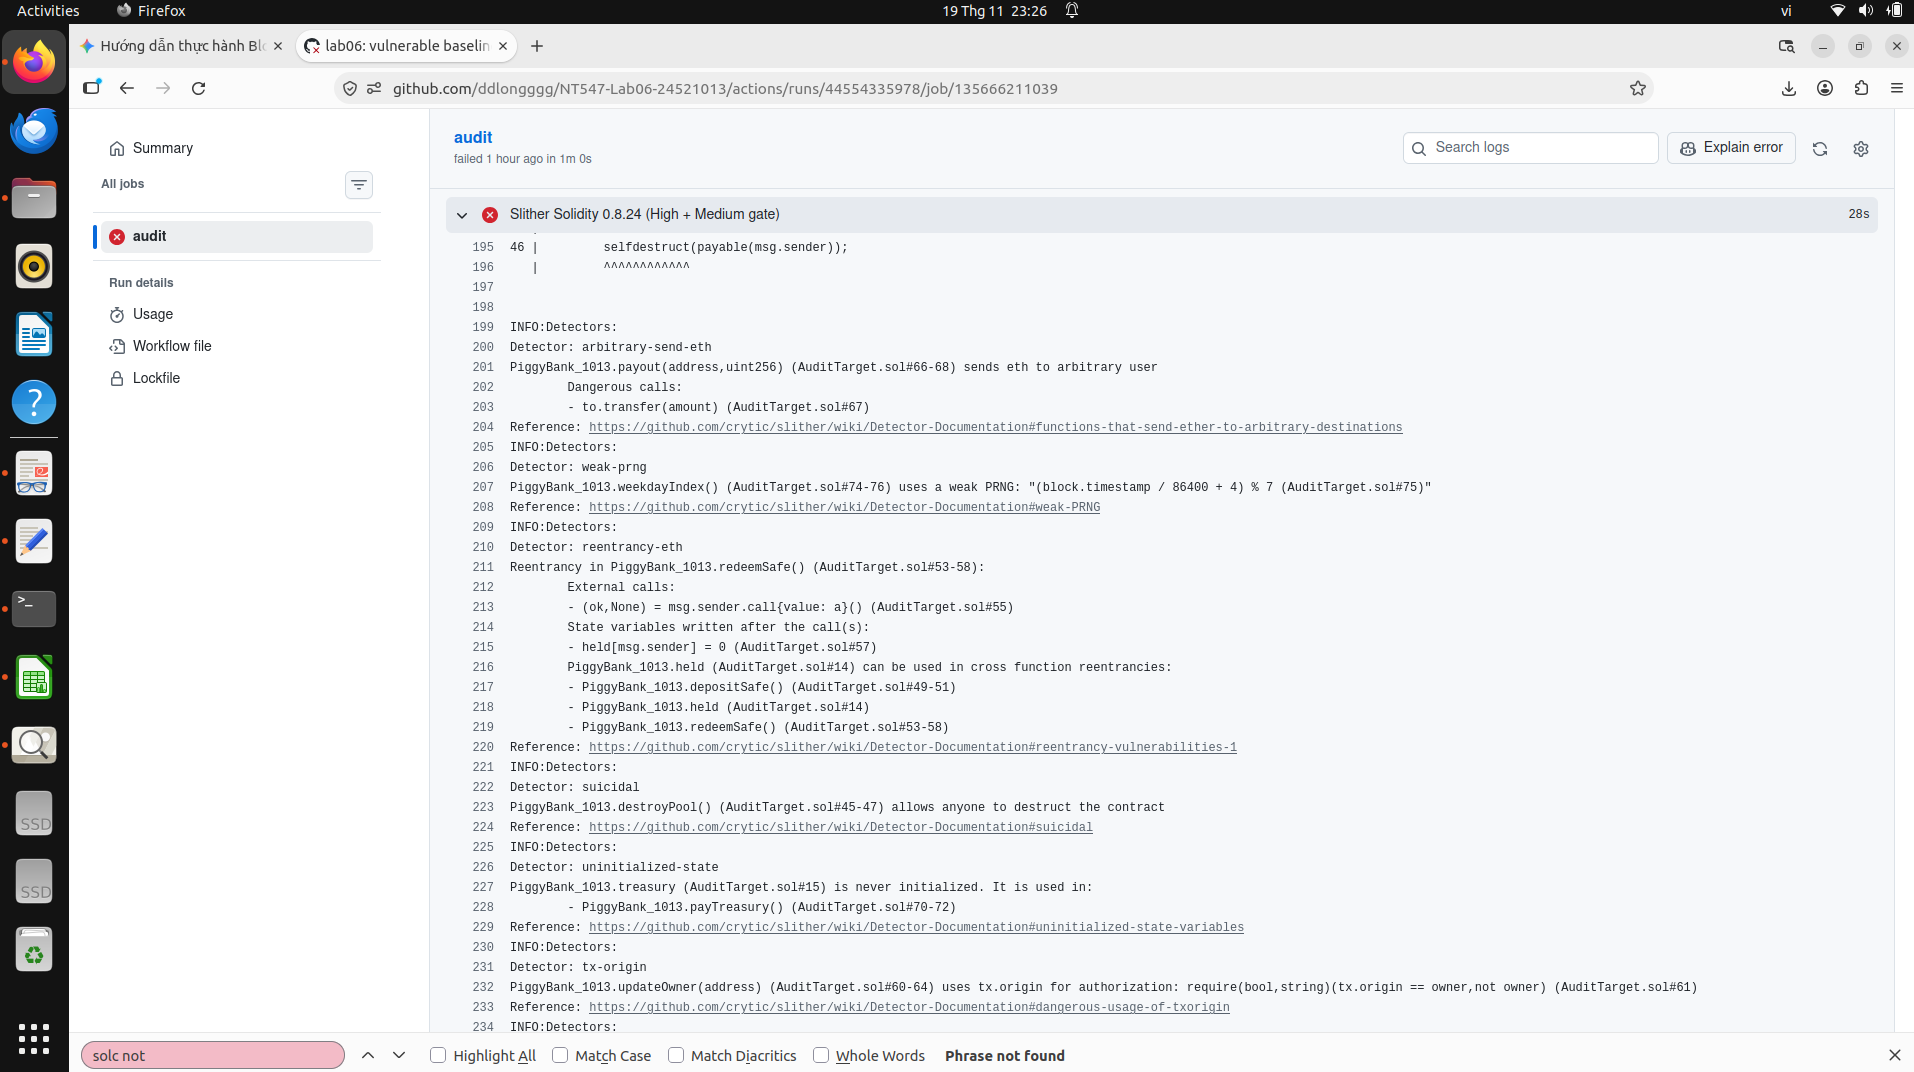 Activities
Firefox
19 Thg 11 23:26
vi
Hướng dẫn thực hành Blo
lab06: vulnerable baselin
github.com/ddlongggg/NT547-Lab06-24521013/actions/runs/44554335978/job/135666211039
Summary
All jobs
audit
Run details
Usage
Workflow file
Lockfile
audit
failed 1 hour ago in 1m 0s
Search logs
Explain error
Slither Solidity 0.8.24 (High + Medium gate)
28s
195 46 | selfdestruct(payable(msg.sender));
196 | ^^^^^^^^^^^^
197
198
199 INFO:Detectors:
200 Detector: arbitrary-send-eth
201 PiggyBank_1013.payout(address,uint256) (AuditTarget.sol#66-68) sends eth to arbitrary user
202 Dangerous calls:
203 - to.transfer(amount) (AuditTarget.sol#67)
204 Reference: https://github.com/crytic/slither/wiki/Detector-Documentation#functions-that-send-ether-to-arbitrary-destinations
205 INFO:Detectors:
206 Detector: weak-prng
207 PiggyBank_1013.weekdayIndex() (AuditTarget.sol#74-76) uses a weak PRNG: "(block.timestamp / 86400 + 4) % 7 (AuditTarget.sol#75)"
208 Reference: https://github.com/crytic/slither/wiki/Detector-Documentation#weak-PRNG
209 INFO:Detectors:
210 Detector: reentrancy-eth
211 Reentrancy in PiggyBank_1013.redeemSafe() (AuditTarget.sol#53-58):
212 External calls:
213 - (ok,None) = msg.sender.call{value: a}() (AuditTarget.sol#55)
214 State variables written after the call(s):
215 - held[msg.sender] = 0 (AuditTarget.sol#57)
216 PiggyBank_1013.held (AuditTarget.sol#14) can be used in cross function reentrancies:
217 - PiggyBank_1013.depositSafe() (AuditTarget.sol#49-51)
218 - PiggyBank_1013.held (AuditTarget.sol#14)
219 - PiggyBank_1013.redeemSafe() (AuditTarget.sol#53-58)
220 Reference: https://github.com/crytic/slither/wiki/Detector-Documentation#reentrancy-vulnerabilities-1
221 INFO:Detectors:
222 Detector: suicidal
223 PiggyBank_1013.destroyPool() (AuditTarget.sol#45-47) allows anyone to destruct the contract
224 Reference: https://github.com/crytic/slither/wiki/Detector-Documentation#suicidal
225 INFO:Detectors:
226 Detector: uninitialized-state
227 PiggyBank_1013.treasury (AuditTarget.sol#15) is never initialized. It is used in:
228 - PiggyBank_1013.payTreasury() (AuditTarget.sol#70-72)
229 Reference: https://github.com/crytic/slither/wiki/Detector-Documentation#uninitialized-state-variables
230 INFO:Detectors:
231 Detector: tx-origin
232 PiggyBank_1013.updateOwner(address) (AuditTarget.sol#60-64) uses tx.origin for authorization: require(bool,string)(tx.origin == owner,not owner) (AuditTarget.sol#61)
233 Reference: https://github.com/crytic/slither/wiki/Detector-Documentation#dangerous-usage-of-txorigin
234 INFO:Detectors:
SSD
SSD
solc not
Highlight All
Match Case
Match Diacritics
Whole Words
Phrase not found